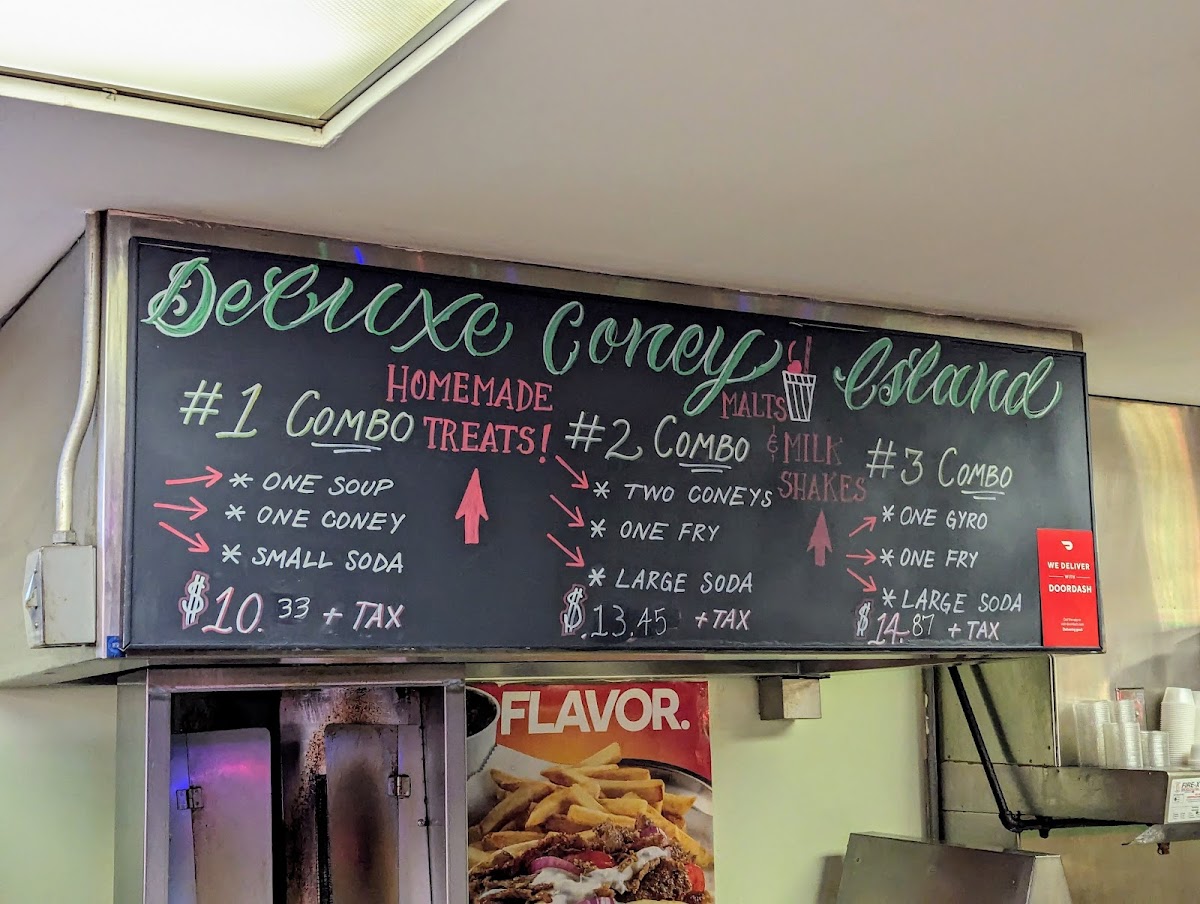 Deluxe Coney Island
HOMEMADE
TREATS!
MALTS
& MILK
SHAKES
#1 COMBO
* ONE SOUP
* ONE CONEY
* SMALL SODA
$10.33 + TAX
#2 COMBO
* TWO CONEYS
* ONE FRY
* LARGE SODA
$.13.45 + TAX
#3 COMBO
* ONE GYRO
* ONE FRY
* LARGE SODA
$14.87 + TAX
WE DELIVER
WITH
DOORDASH
FLAVOR.